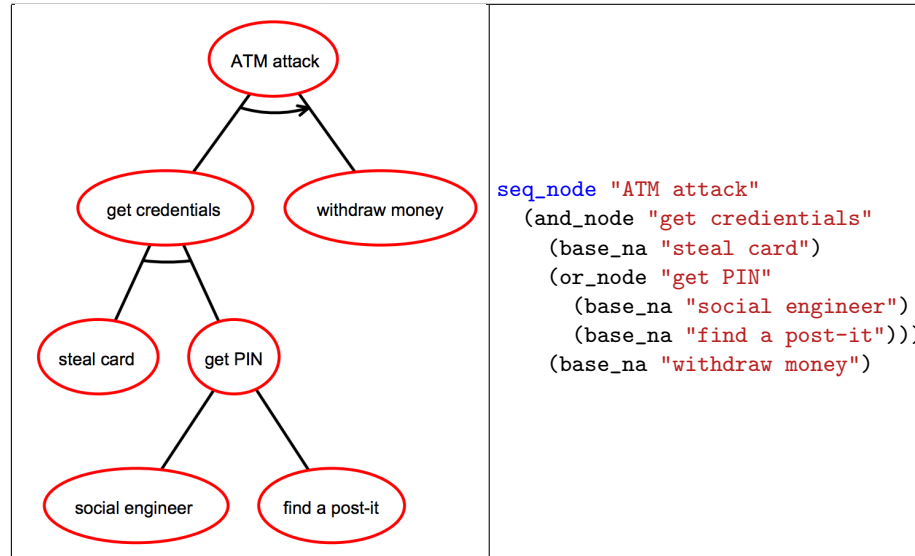 ATM attack
get credentials
withdraw money
steal card
get PIN
social engineer
find a post-it
seq_node "ATM attack"
(and_node "get credientials"
(base_na "steal card")
(or_node "get PIN"
(base_na "social engineer")
(base_na "find a post-it")))
(base_na "withdraw money")